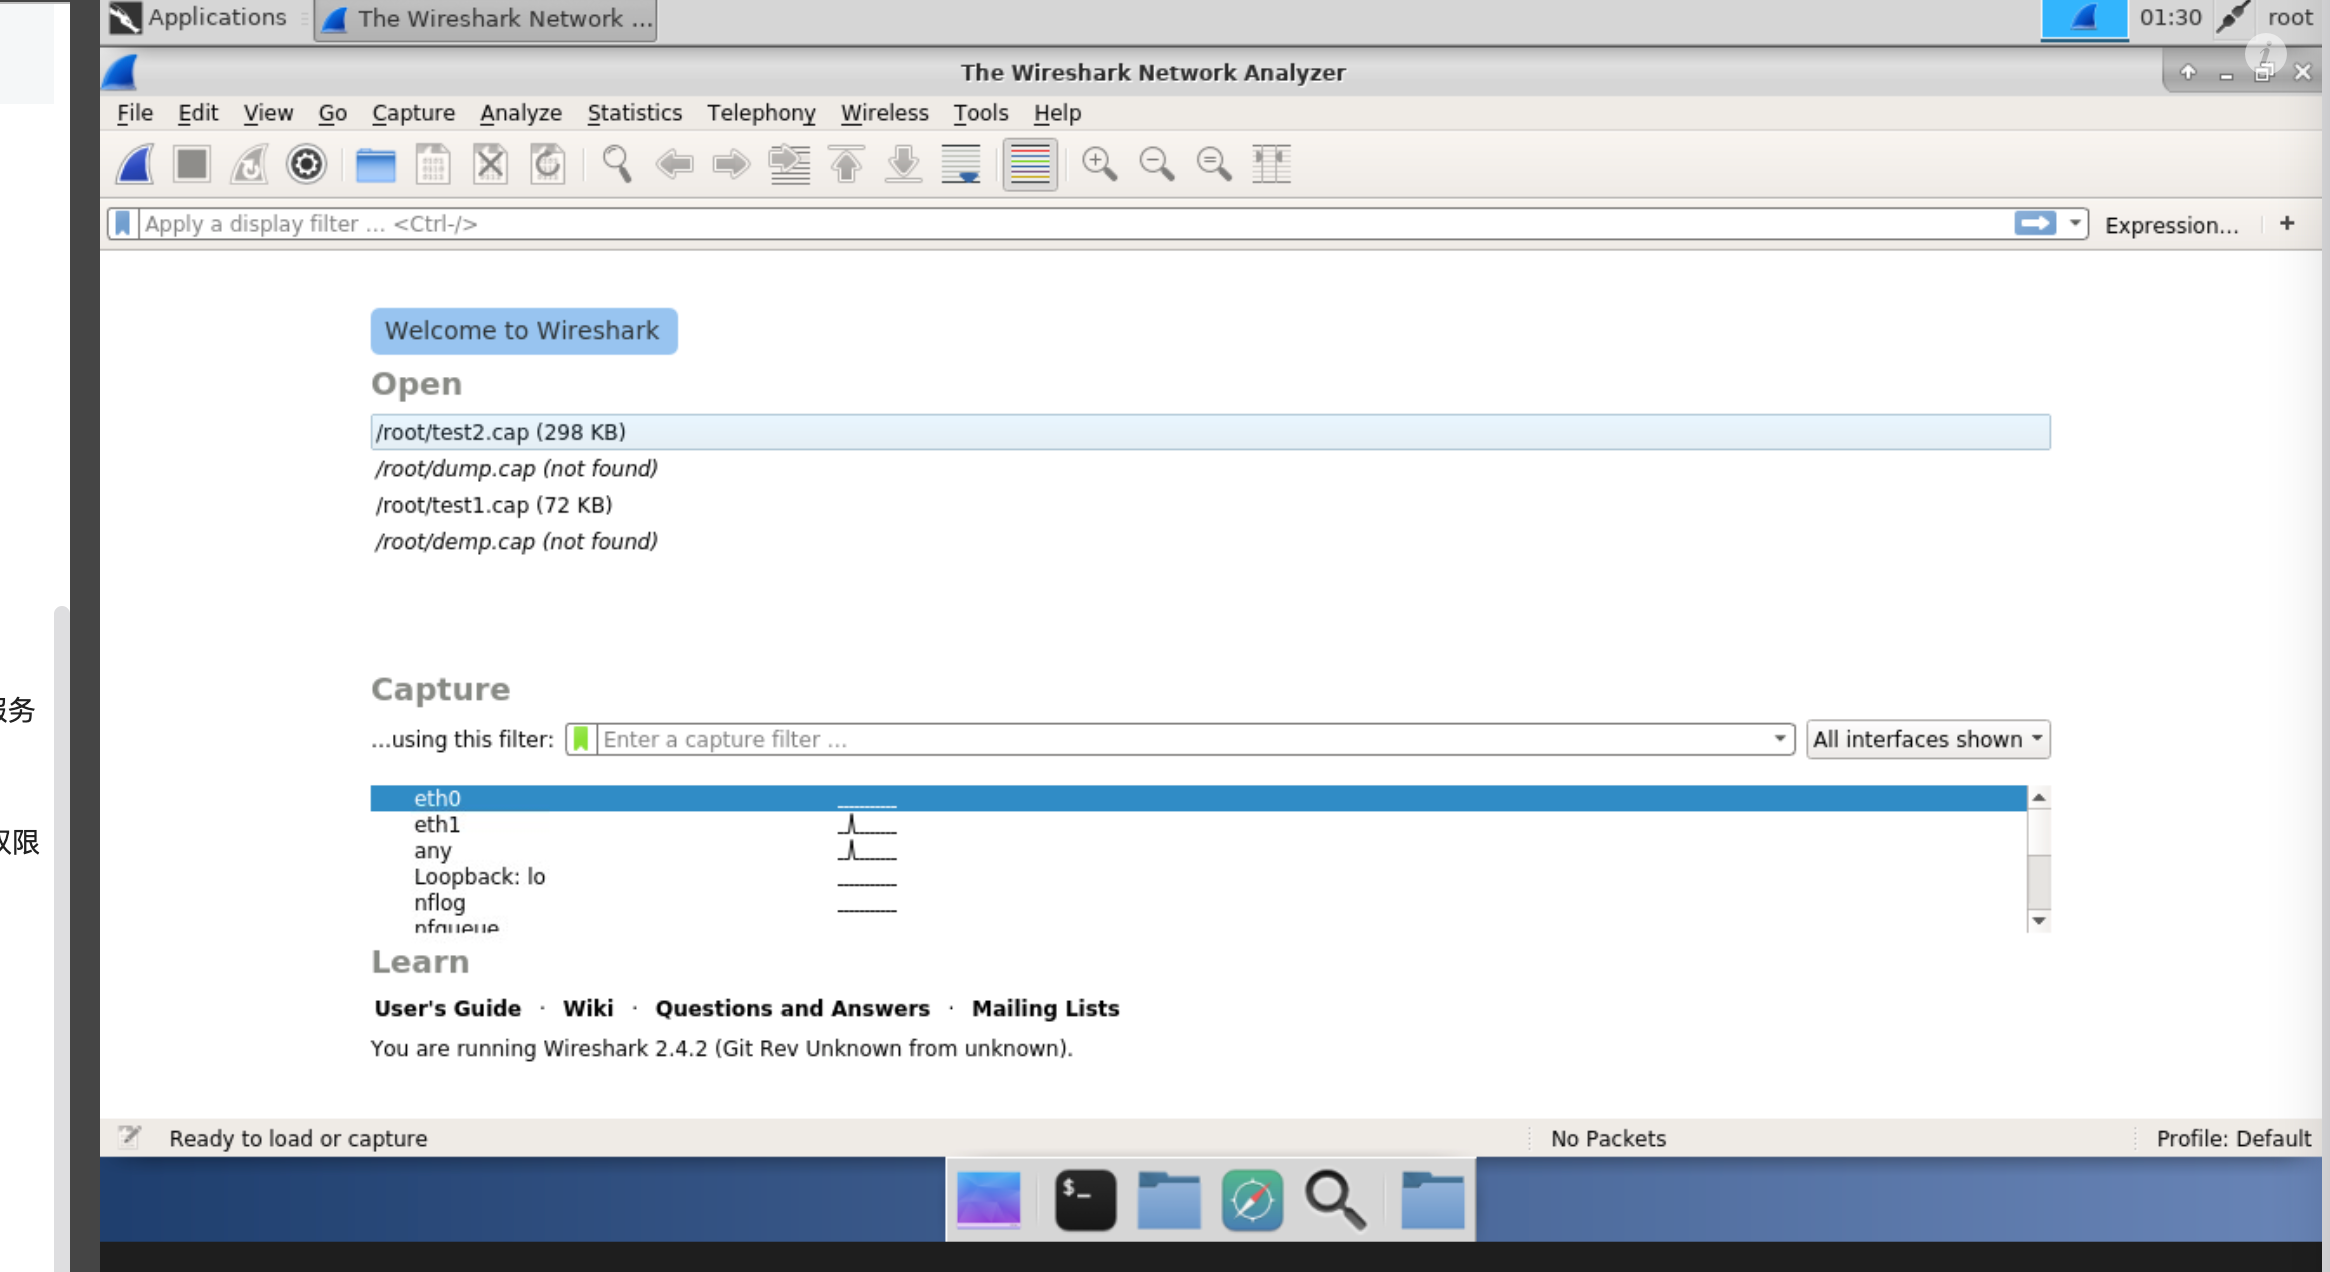 Applications
The Wireshark Network ...
01:30
root
The Wireshark Network Analyzer
File Edit View Go Capture Analyze Statistics Telephony Wireless Tools Help
Apply a display filter ... <Ctrl-/>
Expression...
+
Welcome to Wireshark
Open
/root/test2.cap (298 KB)
/root/dump.cap (not found)
/root/test1.cap (72 KB)
/root/demp.cap (not found)
服务
权限
Capture
...using this filter:
Enter a capture filter ...
All interfaces shown
eth0
eth1
any
Loopback: lo
nflog
nfqueue
Learn
User's Guide · Wiki · Questions and Answers · Mailing Lists
You are running Wireshark 2.4.2 (Git Rev Unknown from unknown).
Ready to load or capture
No Packets
Profile: Default
$_